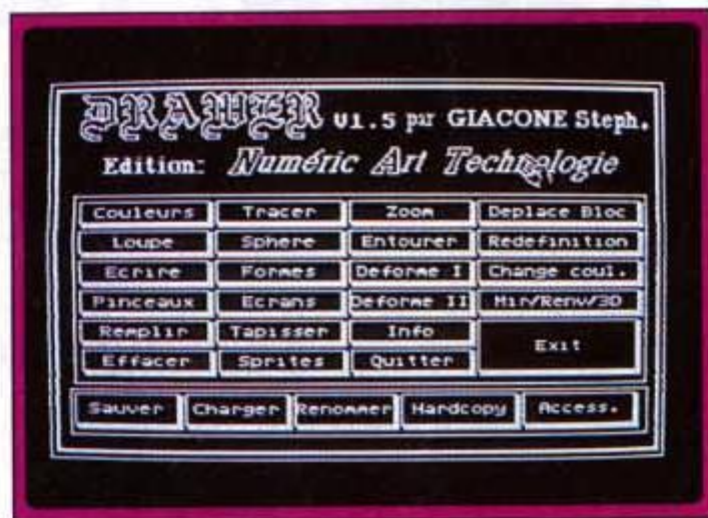 DRAWER V1.5 par GIACONE Steph.
Edition: Numéric Art Technologie
Couleurs Tracer Zoom Deplace Bloc
Loupe Sphere Entourer Redefinition
Ecrire Formes Deforme I Change coul.
Pinceaux Ecrans Deforme II Mir/Renv/3D
Remplir Tapisser Info Exit
Effacer Sprites Quitter
Sauver Charger Renommer Hardcopy Access.